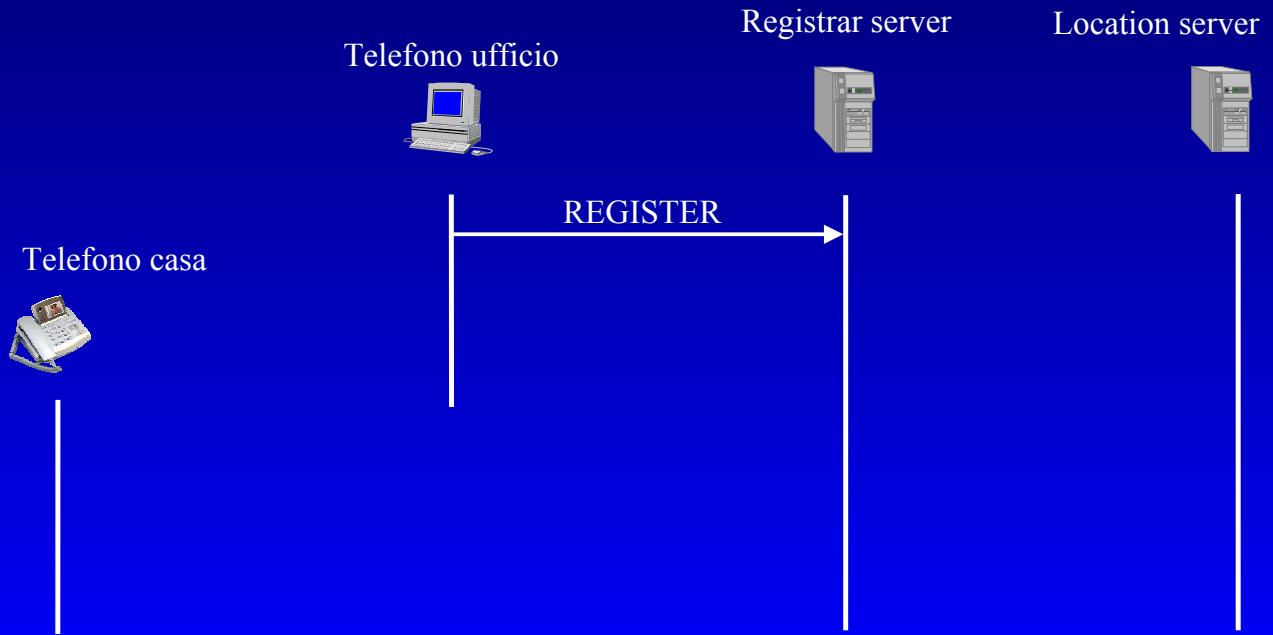 Registrar server
Location server
Telefono ufficio
REGISTER
Telefono casa